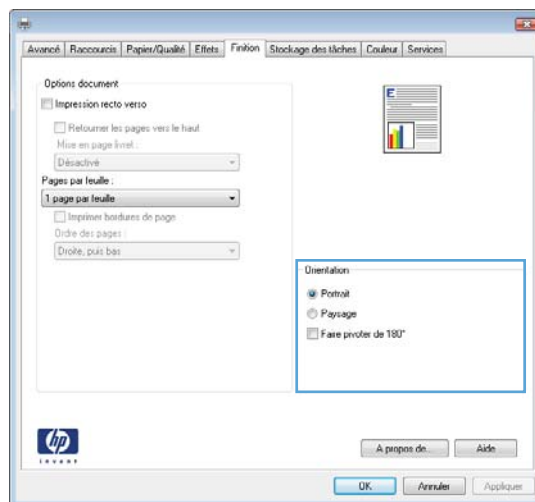 Avancé Raccourcis Papier/Qualité Effets Finition Stockage des tâches Couleur Services
Options document
Impression recto verso
Retourner les pages vers le haut
Mise en page livret :
Désactivé
Pages par feuille :
1 page par feuille
Imprimer bordures de page
Ordre des pages :
Droite, puis bas
E
Orientation
Portrait
Paysage
Faire pivoter de 180°
hp
invent
A propos de...
Aide
OK
Annuler
Appliquer